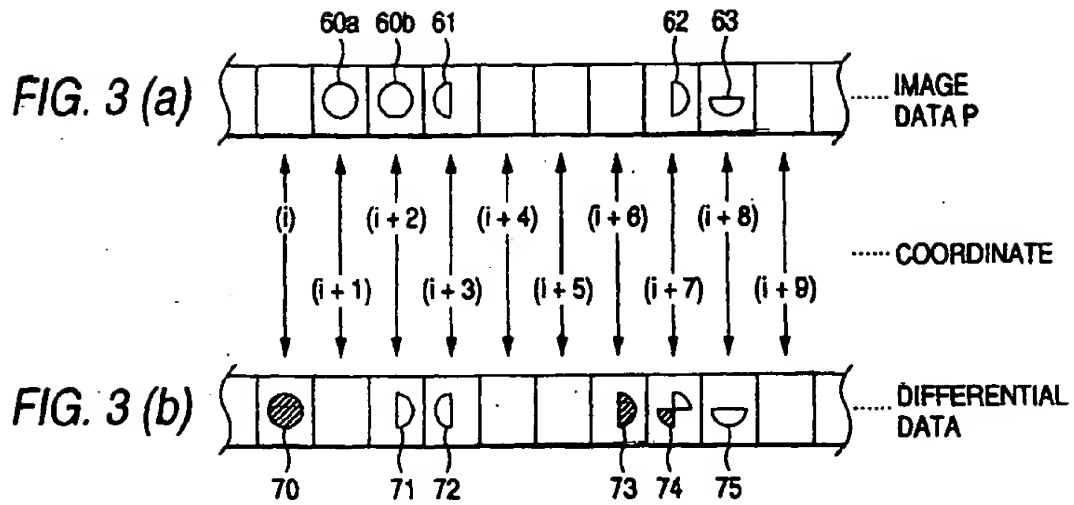 60a 60b 61 62 63
FIG. 3 (a)
...... IMAGE
DATA P
(i) (i + 2) (i + 4) (i + 6) (i + 8)
...... COORDINATE
(i + 1) (i + 3) (i + 5) (i + 7) (i + 9)
FIG. 3 (b)
...... DIFFERENTIAL
DATA
70 71 72 73 74 75